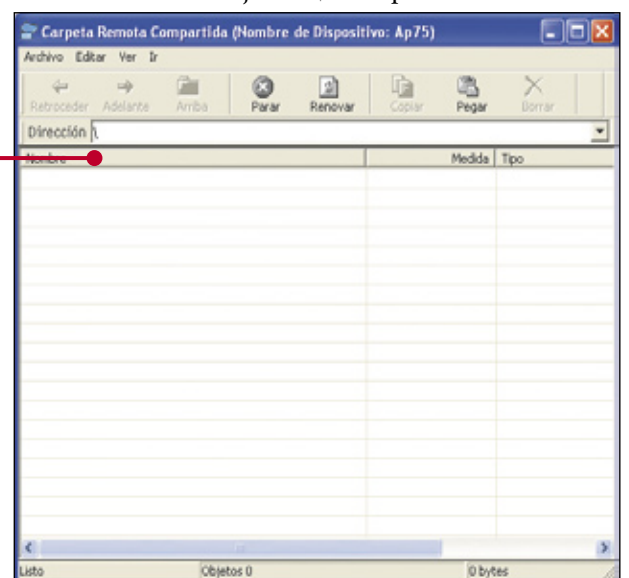 Carpeta Remota Compartida (Nombre de Dispositivo: Ap75)
Archivo Editar Ver Ir
Retroceder Adelante Arriba Parar Renovar Copiar Pegar Borrar
Dirección \
Nombre Medida Tipo
Listo Objetos 0 0 bytes